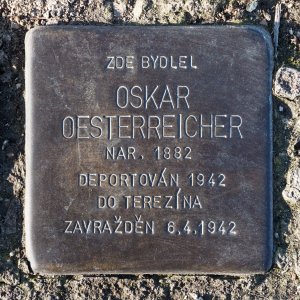 ZDE BYDLEL
OSKAR
OESTERREICHER
NAR. 1882
DEPORTOVÁN 1942
DO TEREZÍNA
ZAVRAŽDĚN 6.4.1942